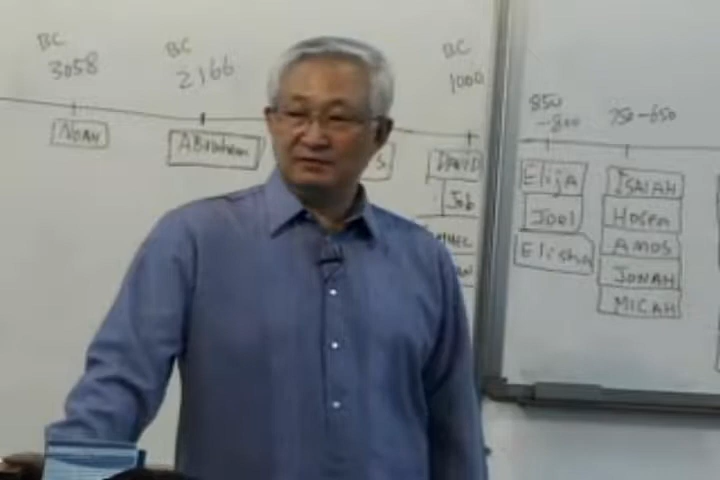 BC
3058
NOAH
BC
2166
ABraham
S
BC
1000
DAVID
Job
850
-800
Elija
JOOl
Elisha
750-650
ISAIAH
HOSEA
AMOS
JONAH
MICAH